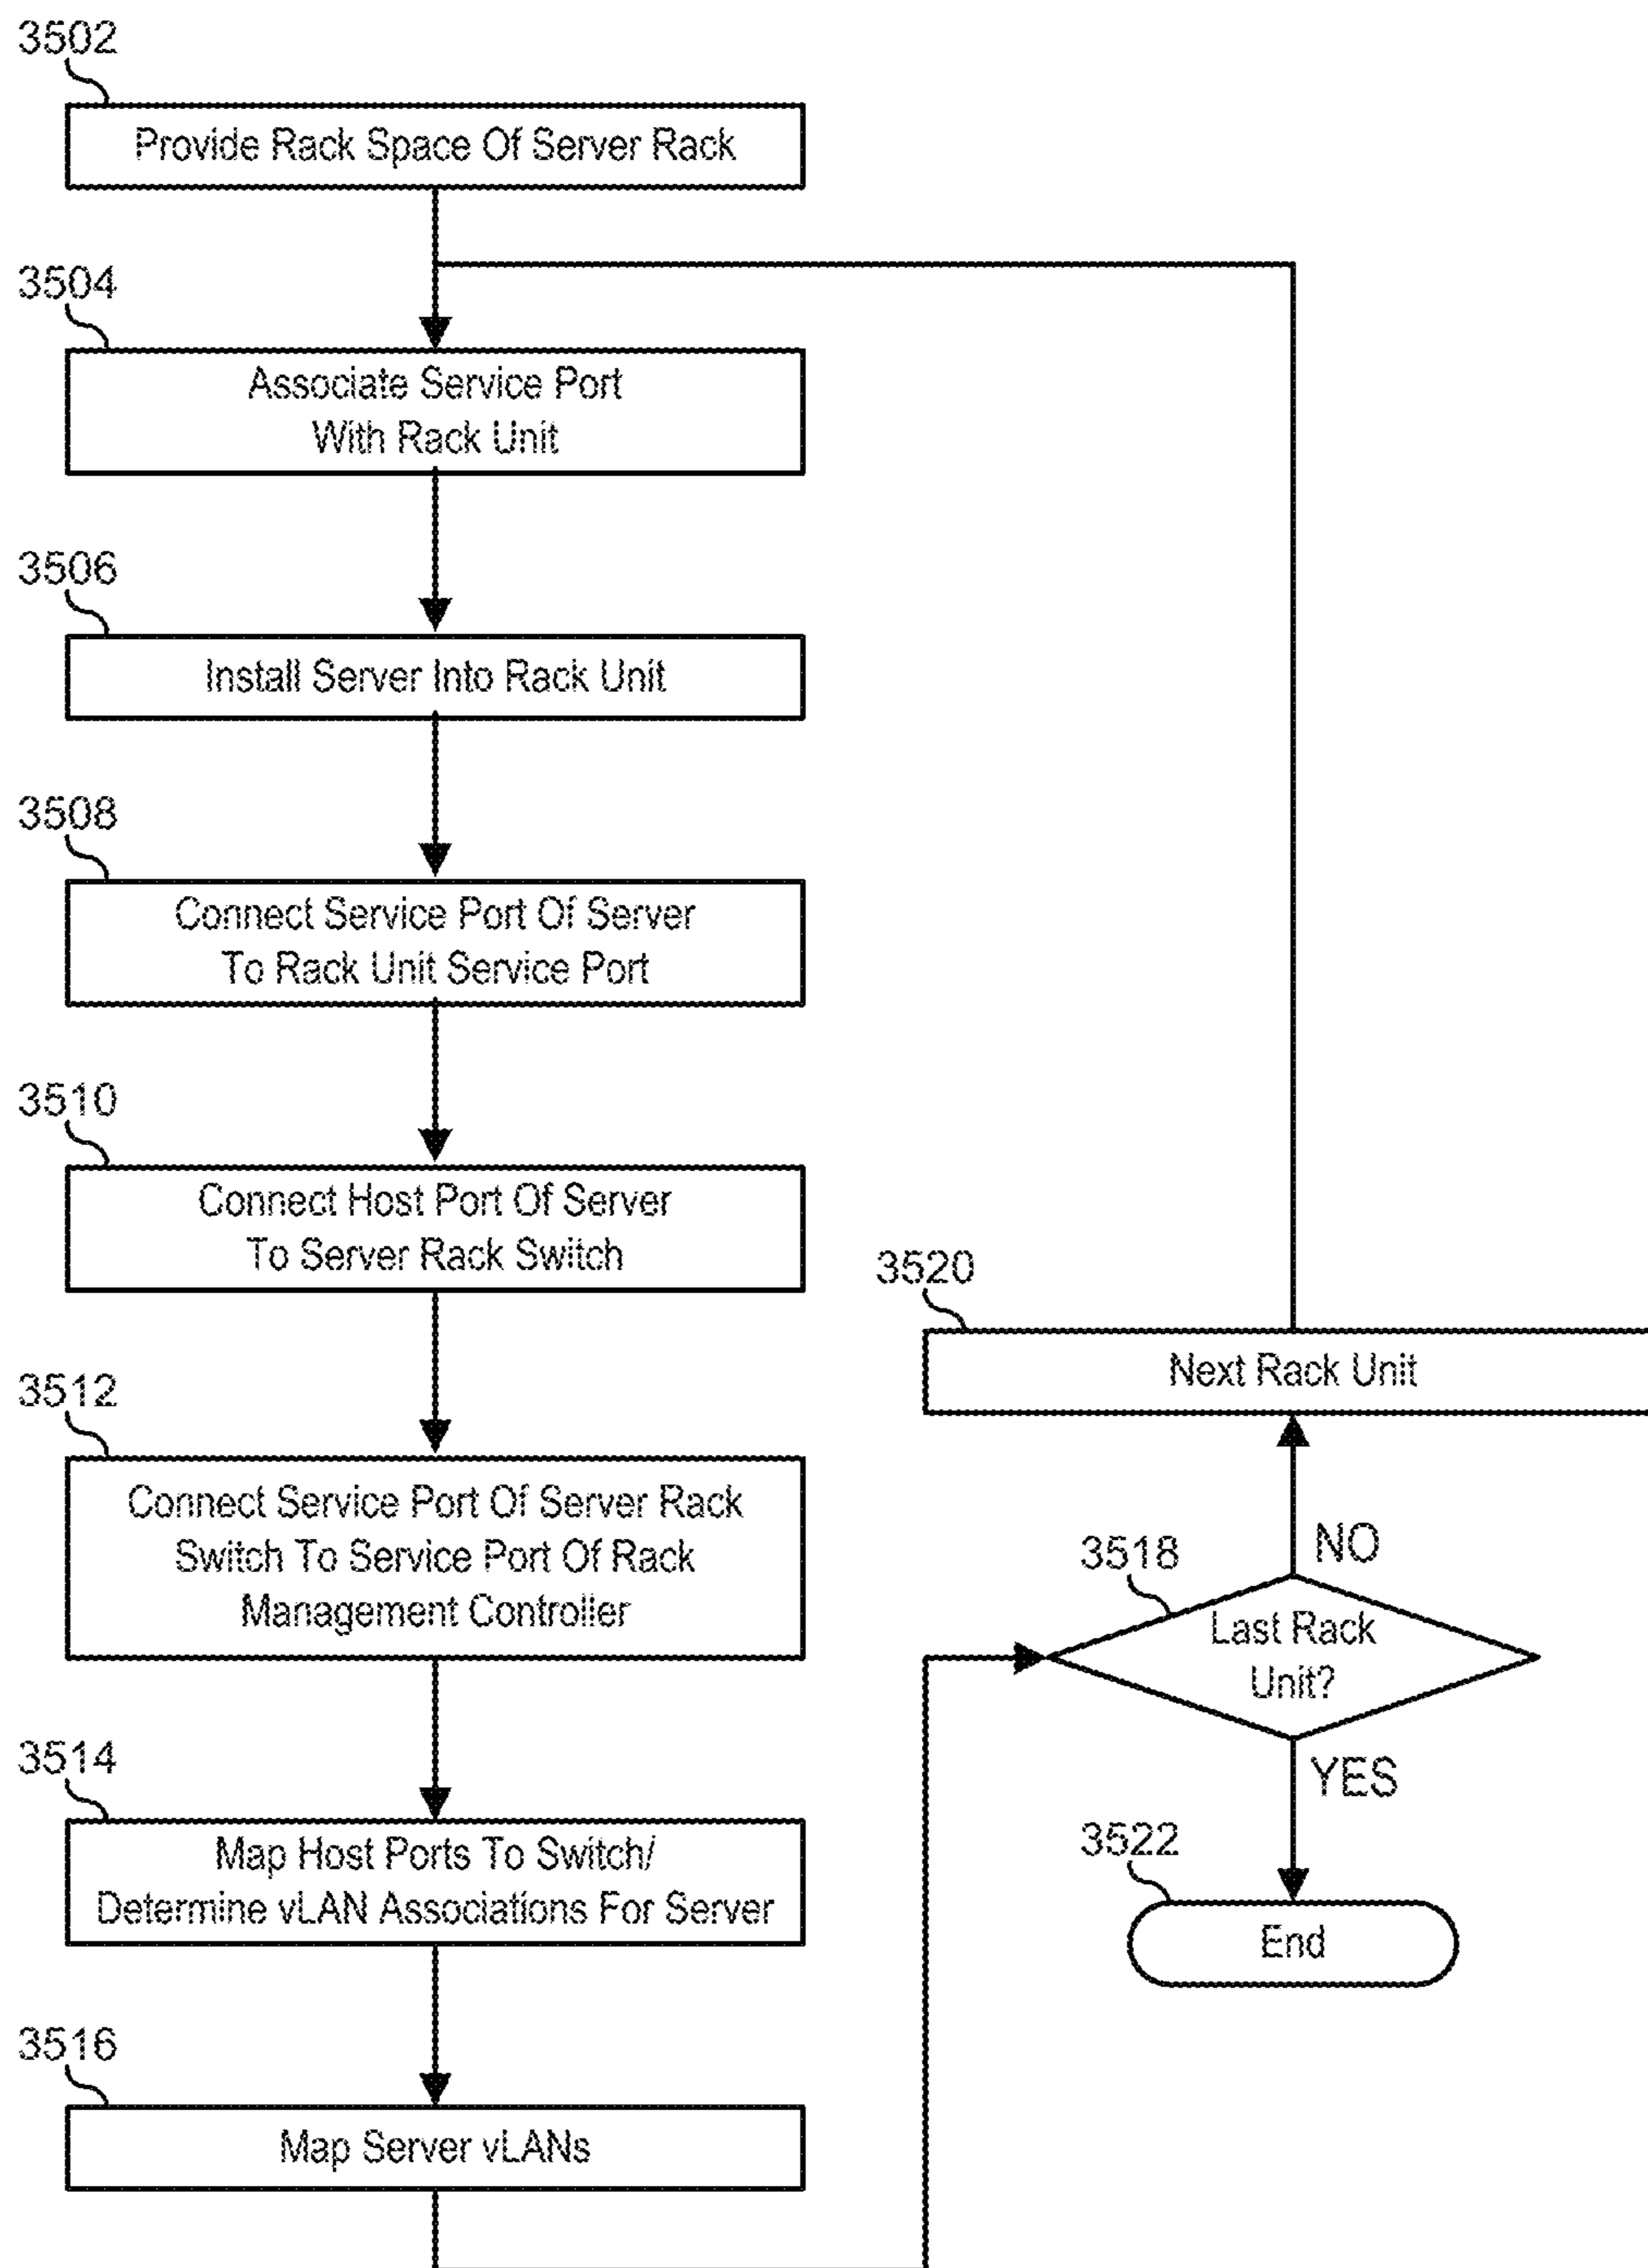 3502
Provide Rack Space Of Server Rack
3504
Associate Service Port
With Rack Unit
3506
Install Server Into Rack Unit
3508
Connect Service Port Of Server
To Rack Unit Service Port
3510
Connect Host Port Of Server
To Server Rack Switch
3512
Connect Service Port Of Server Rack
Switch To Service Port Of Rack
Management Controller
3514
Map Host Ports To Switch/
Determine vLAN Associations For Server
3516
Map Server vLANs
3520
Next Rack Unit
NO
3518
Last Rack
Unit?
YES
3522
End